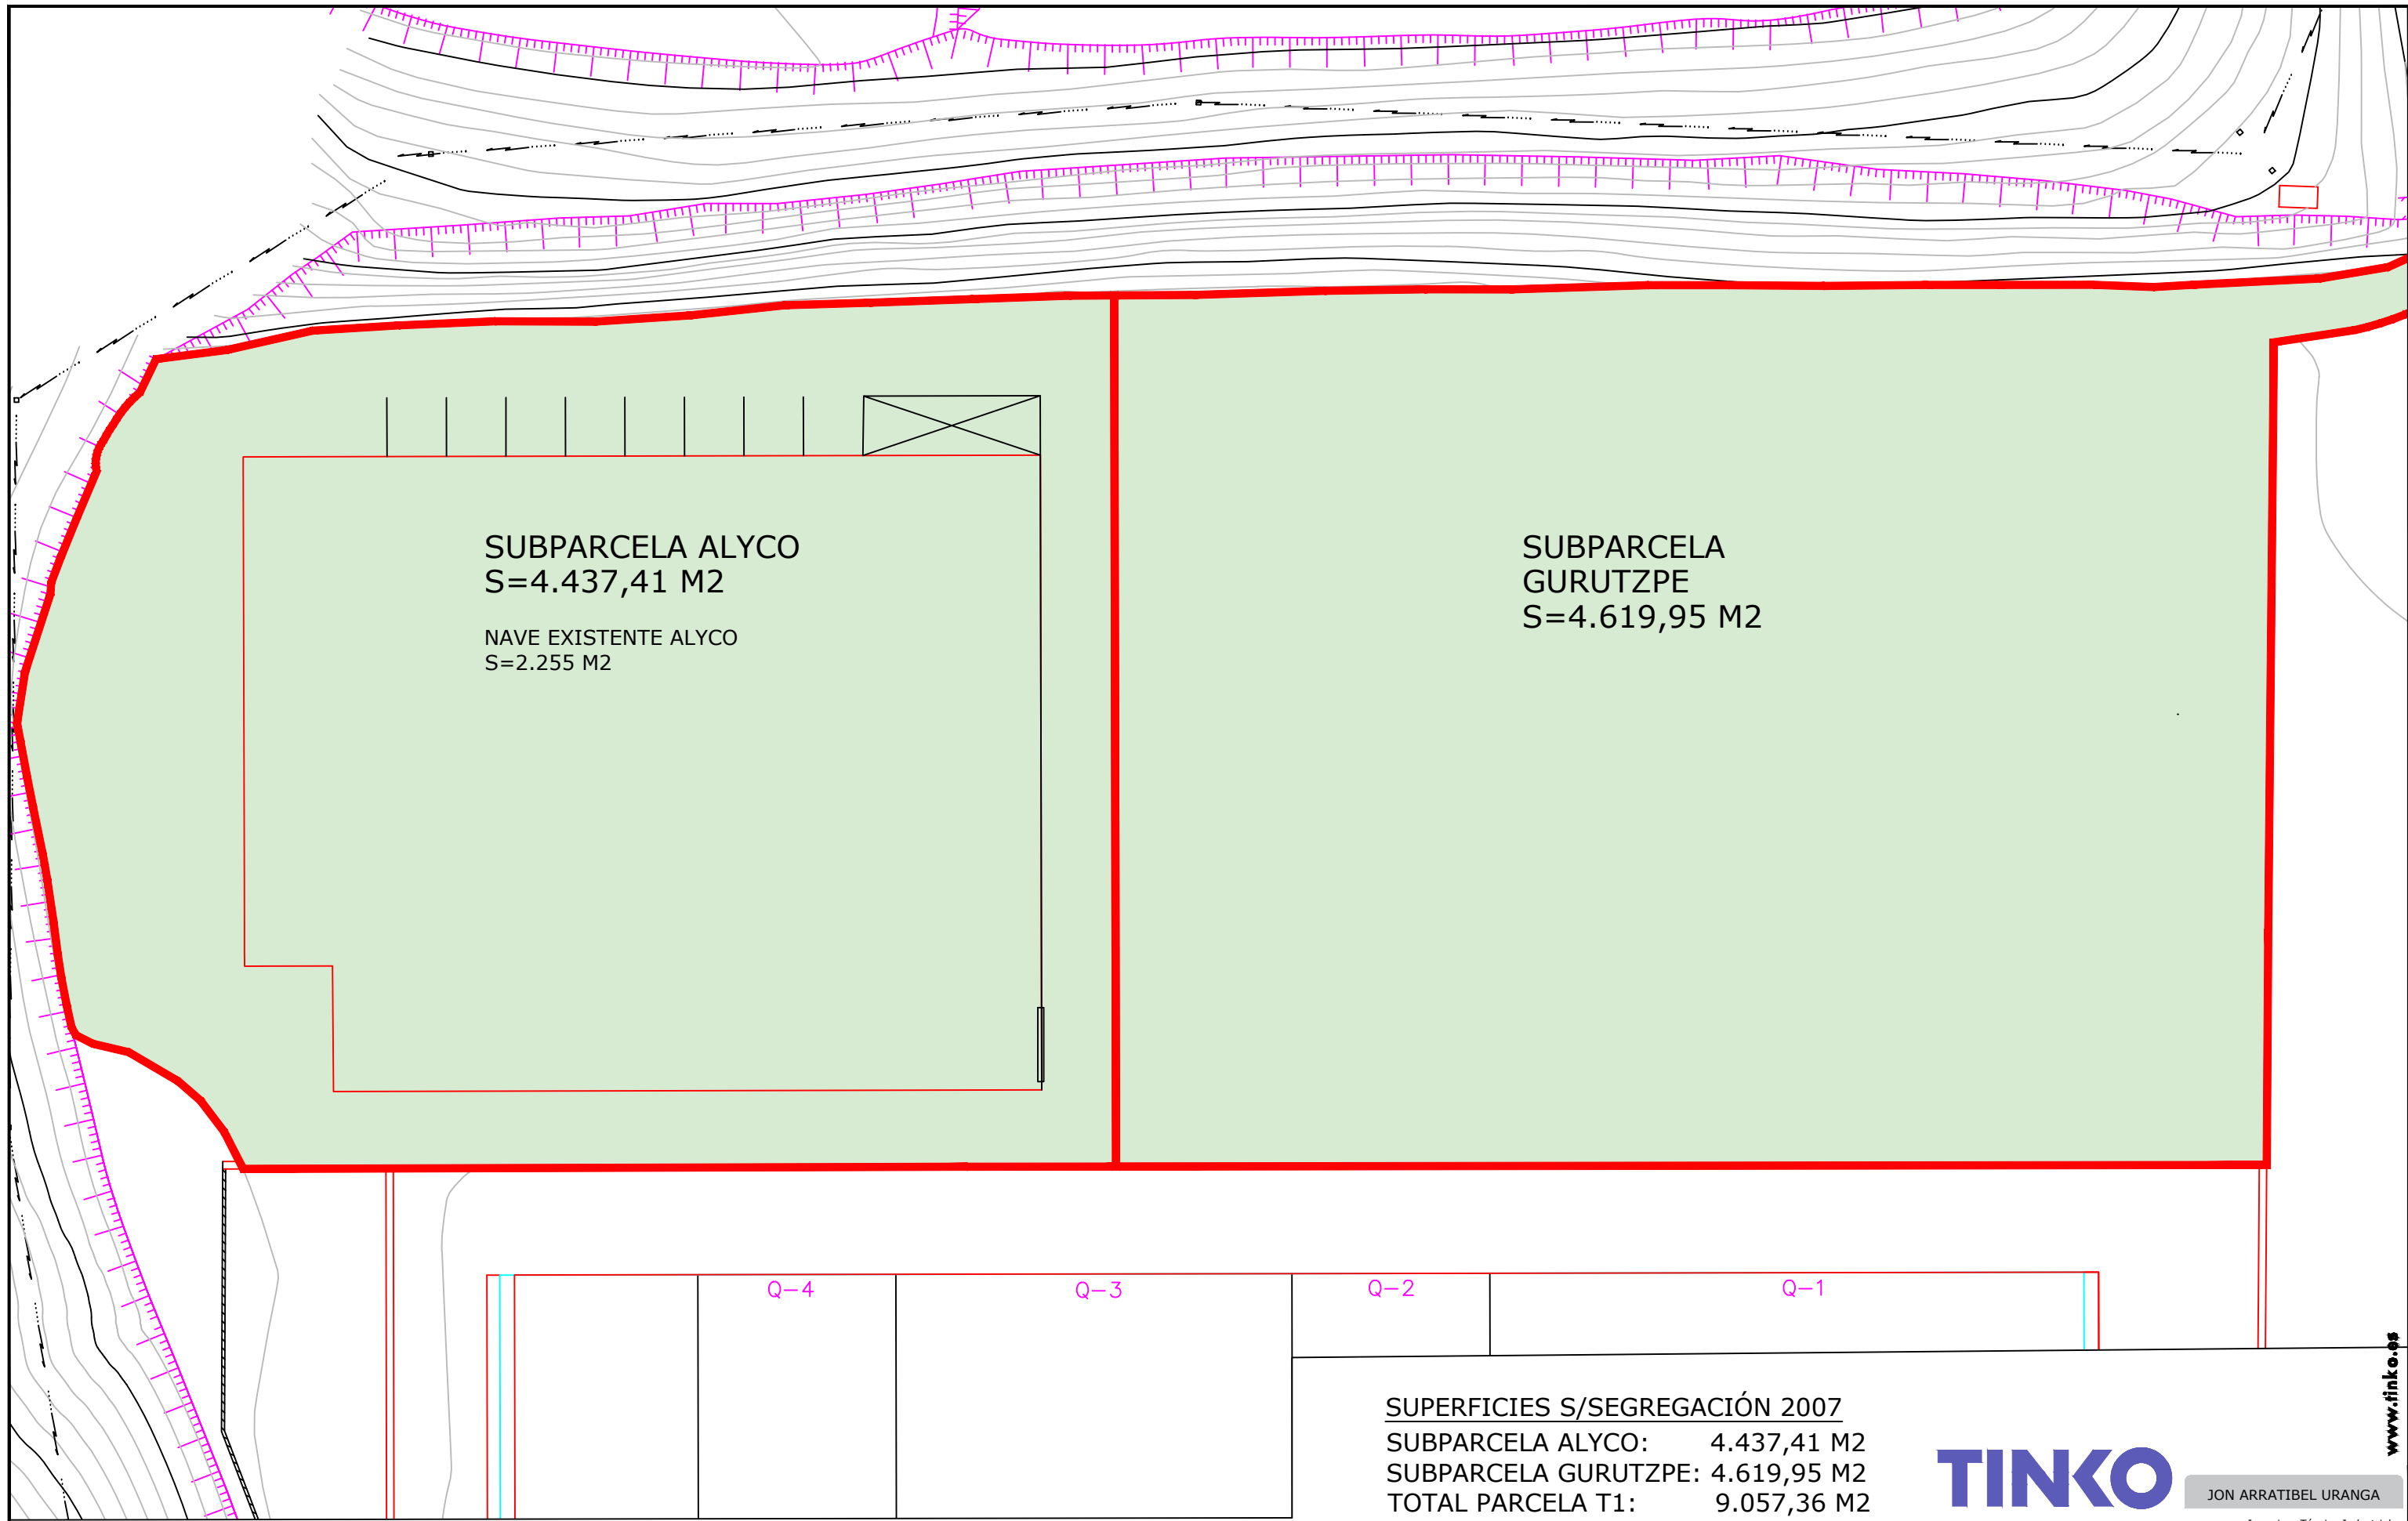 SUBPARCELA ALYCO
S=4.437,41 M2
NAVE EXISTENTE ALYCO
S=2.255 M2
SUBPARCELA
GURUTZPE
S=4.619,95 M2
Q-4
Q-3
Q-2
Q-1
SUPERFICIES S/SEGREGACIÓN 2007
SUBPARCELA ALYCO: 4.437,41 M2
SUBPARCELA GURUTZPE: 4.619,95 M2
TOTAL PARCELA T1: 9.057,36 M2
TINKO
JON ARRATIBEL URANGA
www.tinko.es